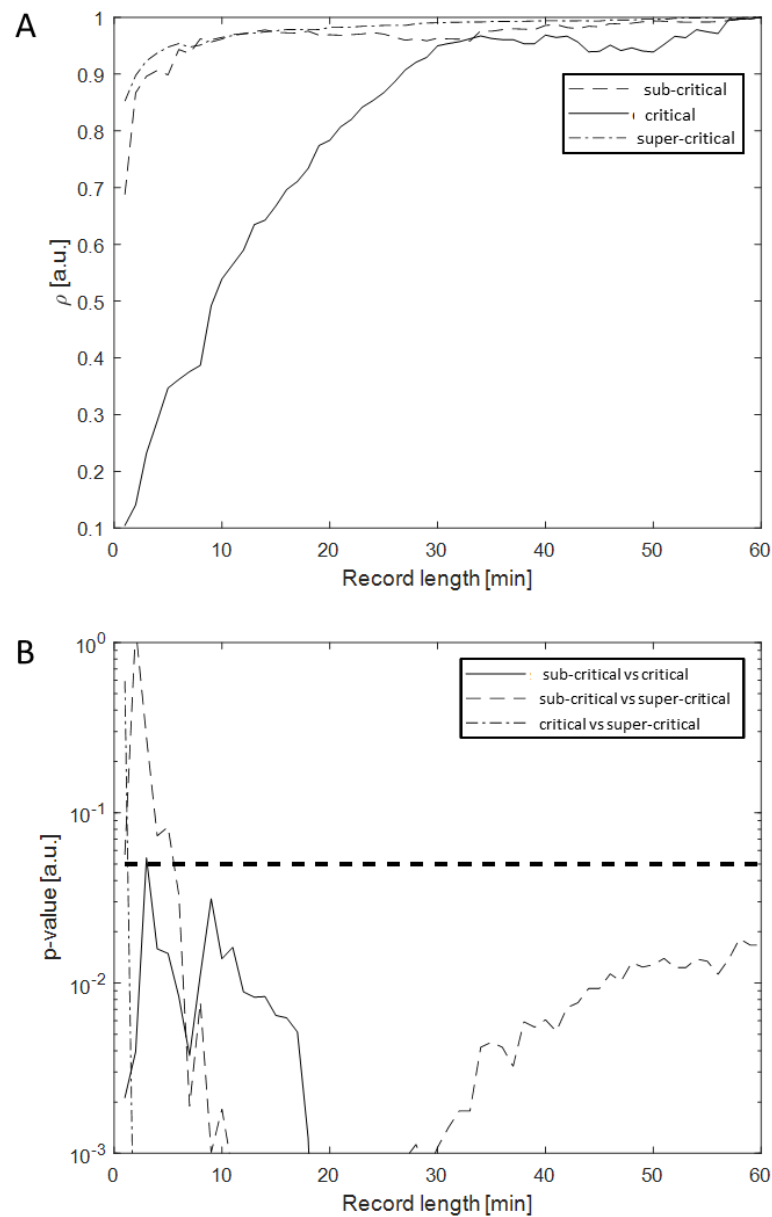 A
1
0.9
0.8
0.7
0.6
0.5
0.4
0.3
0.2
0.1
ρ [a.u.]
sub-critical
critical
super-critical
0 10 20 30 40 50 60
Record length [min]
B
10^0
10^-1
10^-2
10^-3
p-value [a.u.]
sub-critical vs critical
sub-critical vs super-critical
critical vs super-critical
0 10 20 30 40 50 60
Record length [min]